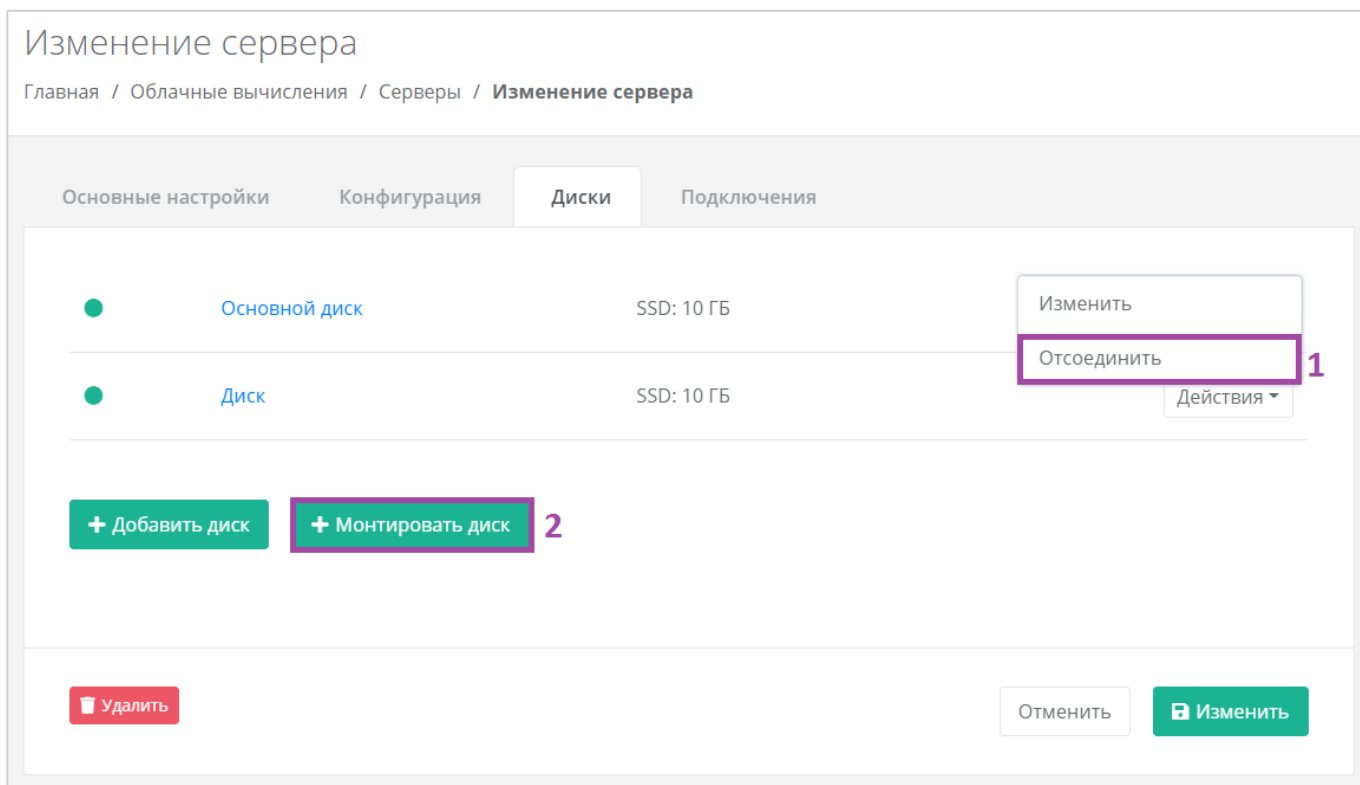 Изменение сервера
Главная / Облачные вычисления / Серверы / Изменение сервера
Основные настройки Конфигурация Диски Подключения
Основной диск SSD: 10 ГБ Изменить
Отсоединить 1
Диск SSD: 10 ГБ Действия
+ Добавить диск + Монтировать диск 2
Удалить Отменить Изменить